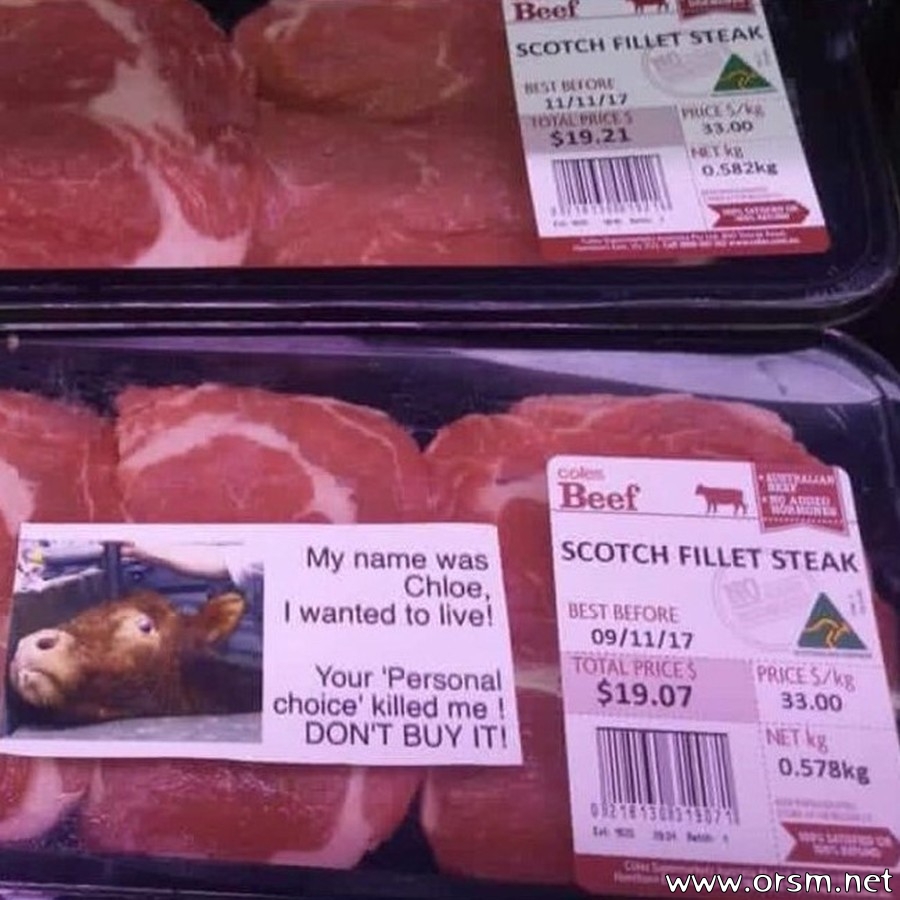 Beef
SCOTCH FILLET STEAK
BEST BEFORE
11/11/17
TOTAL PRICE $
$19.21
PRICE $/kg
33.00
NET kg
0.582kg
My name was
Chloe,
I wanted to live!
Your 'Personal
choice' killed me !
DON'T BUY IT!
coles
Beef
• AUSTRALIAN
BEEF
• NO ADDED
HORMONES
SCOTCH FILLET STEAK
NO
BEST BEFORE
09/11/17
TOTAL PRICE $
$19.07
PRICE $/kg
33.00
NET kg
0.578kg
www.orsm.net